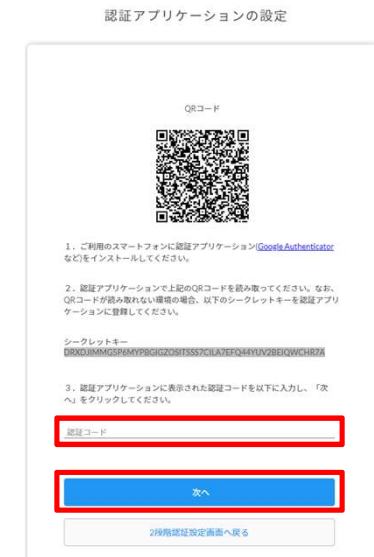 認証アプリケーションの設定
QRコード
1．ご利用のスマートフォンに認証アプリケーション(Google Authenticator
など)をインストールしてください。
2．認証アプリケーションで上記のQRコードを読み取ってください。なお、
QRコードが読み取れない環境の場合、以下のシークレットキーを認証アプリ
ケーションに登録してください。
シークレットキー
3．認証アプリケーションに表示された認証コードを以下に入力し、「次
へ」をクリックしてください。
認証コード
次へ
2段階認証設定画面へ戻る